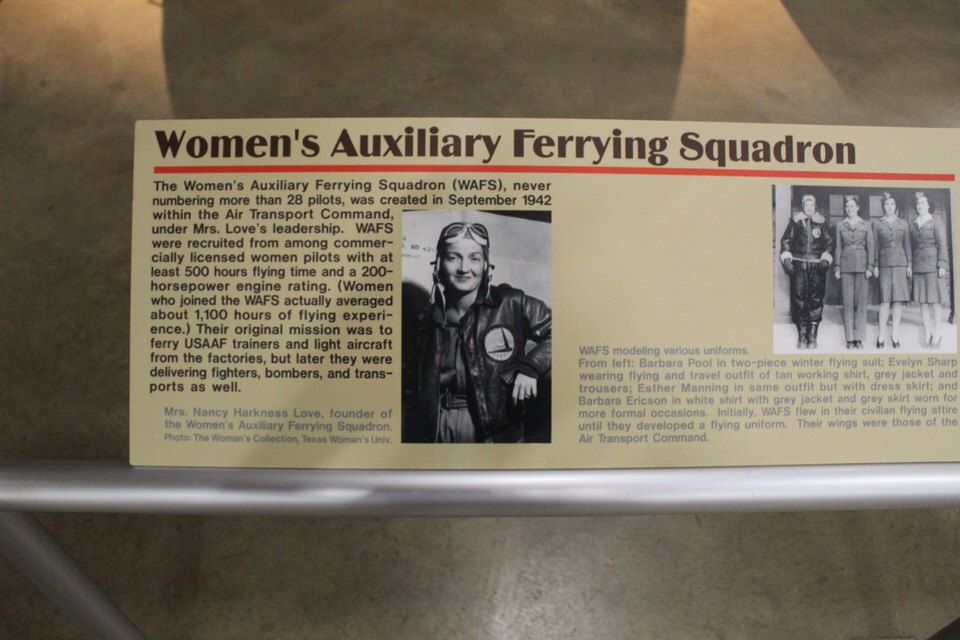 Women's Auxiliary Ferrying Squadron
The Women's Auxiliary Ferrying Squadron (WAFS), never
numbering more than 28 pilots, was created in September 1942
within the Air Transport Command,
under Mrs. Love's leadership. WAFS
were recruited from among commer-
cially licensed women pilots with at
least 500 hours flying time and a 200-
horsepower engine rating. (Women
who joined the WAFS actually averaged
about 1,100 hours of flying experi-
ence.) Their original mission was to
ferry USAAF trainers and light aircraft
from the factories, but later they were
delivering fighters, bombers, and trans-
ports as well.
Mrs. Nancy Harkness Love, founder of
the Women's Auxiliary Ferrying Squadron.
Photo: The Woman's Collection, Texas Woman's Univ.
WAFS modeling various uniforms.
From left: Barbara Pool in two-piece winter flying suit; Evelyn Sharp
wearing flying and travel outfit of tan working shirt, grey jacket and
trousers; Esther Manning in same outfit but with dress skirt; and
Barbara Ericson in white shirt with grey jacket and grey skirt worn for
more formal occasions. Initially, WAFS flew in their civilian flying attire
until they developed a flying uniform. Their wings were those of the
Air Transport Command.